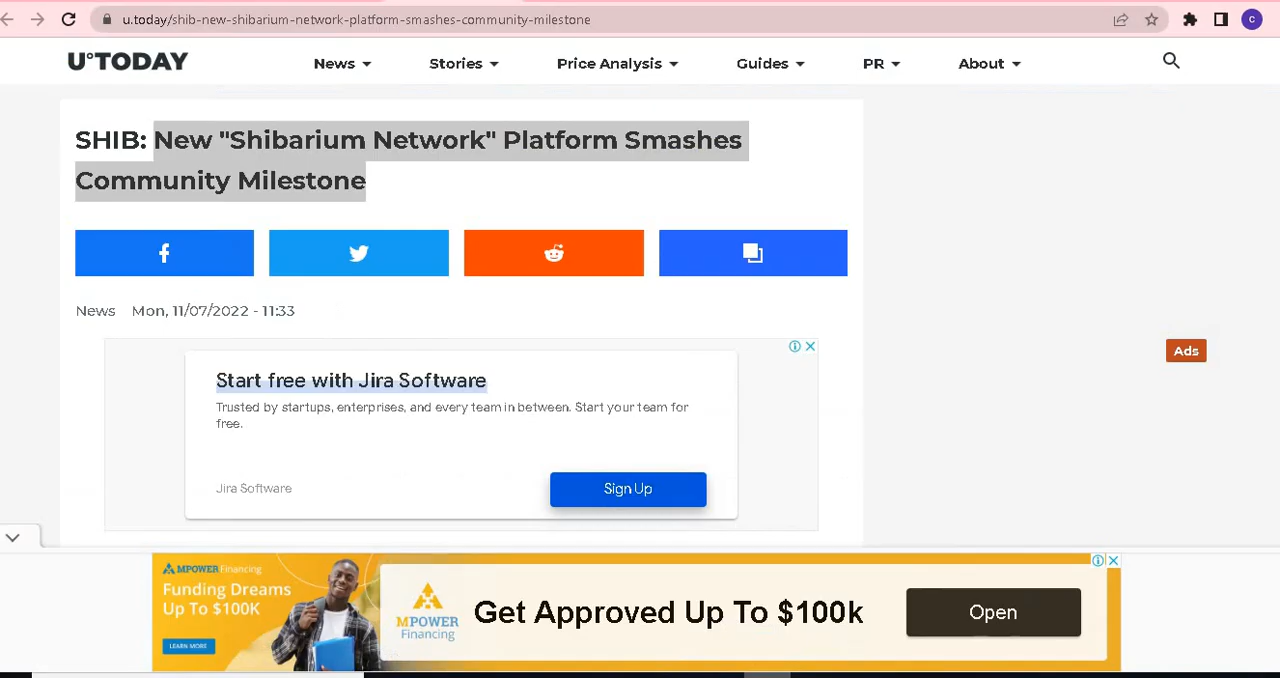 u.today/shib-new-shibarium-network-platform-smashes-community-milestone
C
U°TODAY
News
Stories
Price Analysis
Guides
PR
About
SHIB: New "Shibarium Network" Platform Smashes
Community Milestone
News Mon, 11/07/2022 - 11:33
Start free with Jira Software
Trusted by startups, enterprises, and every team in between. Start your team for
free.
Jira Software
Sign Up
Ads
MPOWER Financing
Funding Dreams
Up To $100K
LEARN MORE
MPOWER
Financing
Get Approved Up To $100k
Open